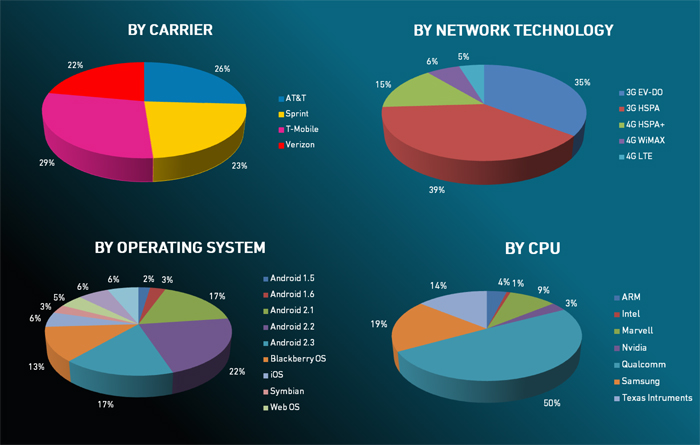 BY CARRIER
22%
26%
29%
23%
AT&T
Sprint
T-Mobile
Verizon
BY NETWORK TECHNOLOGY
5%
6%
15%
35%
39%
3G EV-DO
3G HSPA
4G HSPA+
4G WiMAX
4G LTE
BY OPERATING SYSTEM
6%
2%
3%
6%
5%
3%
6%
17%
13%
22%
17%
Android 1.5
Android 1.6
Android 2.1
Android 2.2
Android 2.3
Blackberry OS
iOS
Symbian
Web OS
BY CPU
4%
1%
9%
14%
3%
19%
50%
ARM
Intel
Marvell
Nvidia
Qualcomm
Samsung
Texas Intruments